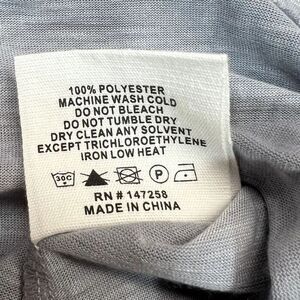 100% POLYESTER
MACHINE WASH COLD
DO NOT BLEACH
DO NOT TUMBLE DRY
DRY CLEAN ANY SOLVENT
EXCEPT TRICHLOROETHYLENE
IRON LOW HEAT
30C P
RN # 147258
MADE IN CHINA